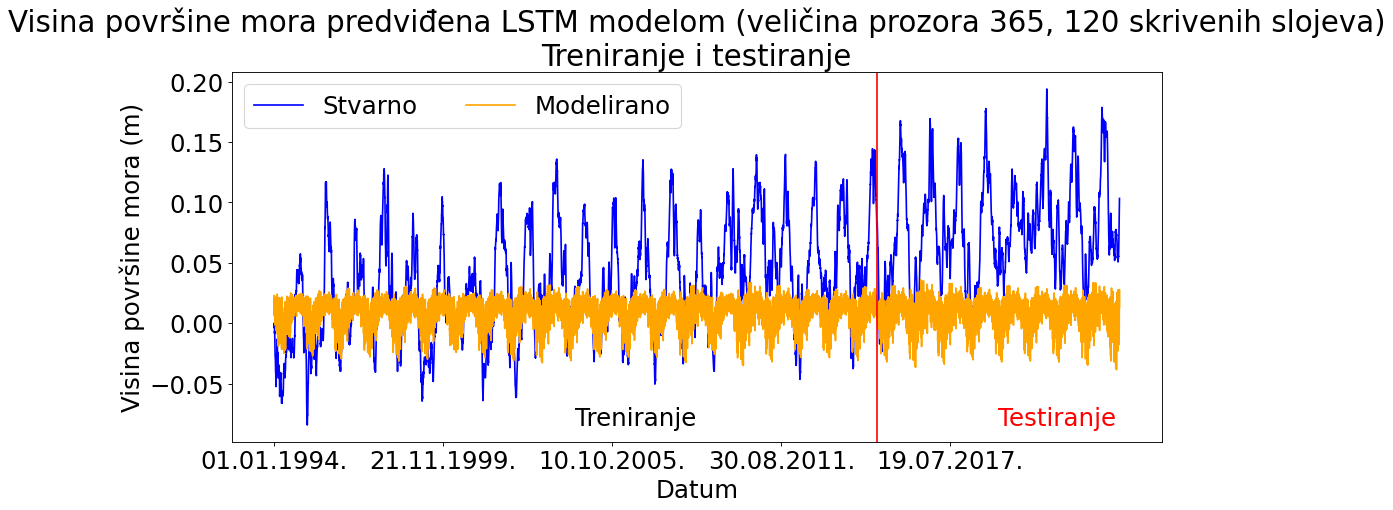 Visina površine mora predviđena LSTM modelom (veličina prozora 365, 120 skrivenih slojeva)
Treniranje i testiranje
Stvarno
Modelirano
Visina površine mora (m)
0.20
0.15
0.10
0.05
0.00
−0.05
Treniranje
Testiranje
01.01.1994.
21.11.1999.
10.10.2005.
30.08.2011.
19.07.2017.
Datum